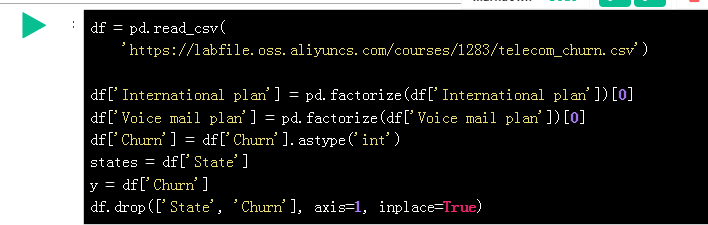 :
df = pd.read_csv(
    'https://labfile.oss.aliyuncs.com/courses/1283/telecom_churn.csv')

df['International plan'] = pd.factorize(df['International plan'])[0]
df['Voice mail plan'] = pd.factorize(df['Voice mail plan'])[0]
df['Churn'] = df['Churn'].astype('int')
states = df['State']
y = df['Churn']
df.drop(['State', 'Churn'], axis=1, inplace=True)